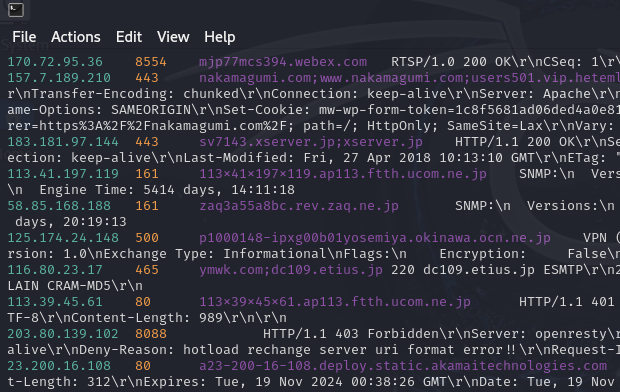 File Actions Edit View Help
170.72.95.36 8554 mjp77mcs394.webex.com RTSP/1.0 200 OK\r\nCSeq: 1\r
157.7.189.210 443 nakamagumi.com;www.nakamagumi.com;users501.vip.heteml
r\nTransfer-Encoding: chunked\r\nConnection: keep-alive\r\nServer: Apache\r\n
ame-Options: SAMEORIGIN\r\nSet-Cookie: mw-wp-form-token=1c8f5681ad06ded4a0e81
rer=https%3A%2F%2Fnakamagumi.com%2F; path=/; HttpOnly; SameSite=Lax\r\nVary:
183.181.97.144 443 sv7143.xserver.jp;xserver.jp HTTP/1.1 200 OK\r\nSe
ection: keep-alive\r\nLast-Modified: Fri, 27 Apr 2018 10:13:10 GMT\r\nETag: "
113.41.197.119 161 113×41×197×119.ap113.ftth.ucom.ne.jp SNMP:\n Vers
\n Engine Time: 5414 days, 14:11:18
58.85.168.188 161 zaq3a55a8bc.rev.zaq.ne.jp SNMP:\n Versions:\n
days, 20:19:13
125.174.24.148 500 p1000148-ipxg00b01yosemiya.okinawa.ocn.ne.jp VPN (
rsion: 1.0\nExchange Type: Informational\nFlags:\n Encryption: False\n
116.80.23.17 465 ymwk.com;dc109.etius.jp 220 dc109.etius.jp ESMTP\r\n2
LAIN CRAM-MD5\r\n
113.39.45.61 80 113×39×45×61.ap113.ftth.ucom.ne.jp HTTP/1.1 401
TF-8\r\nContent-Length: 989\r\n\r\n
203.80.139.102 8088 HTTP/1.1 403 Forbidden\r\nServer: openresty\r
alive\r\nDeny-Reason: hotload rechange server uri format error!!\r\nRequest-I
23.200.16.108 80 a23-200-16-108.deploy.static.akamaitechnologies.com
t-Length: 312\r\nExpires: Tue, 19 Nov 2024 00:38:26 GMT\r\nDate: Tue, 19 Nov